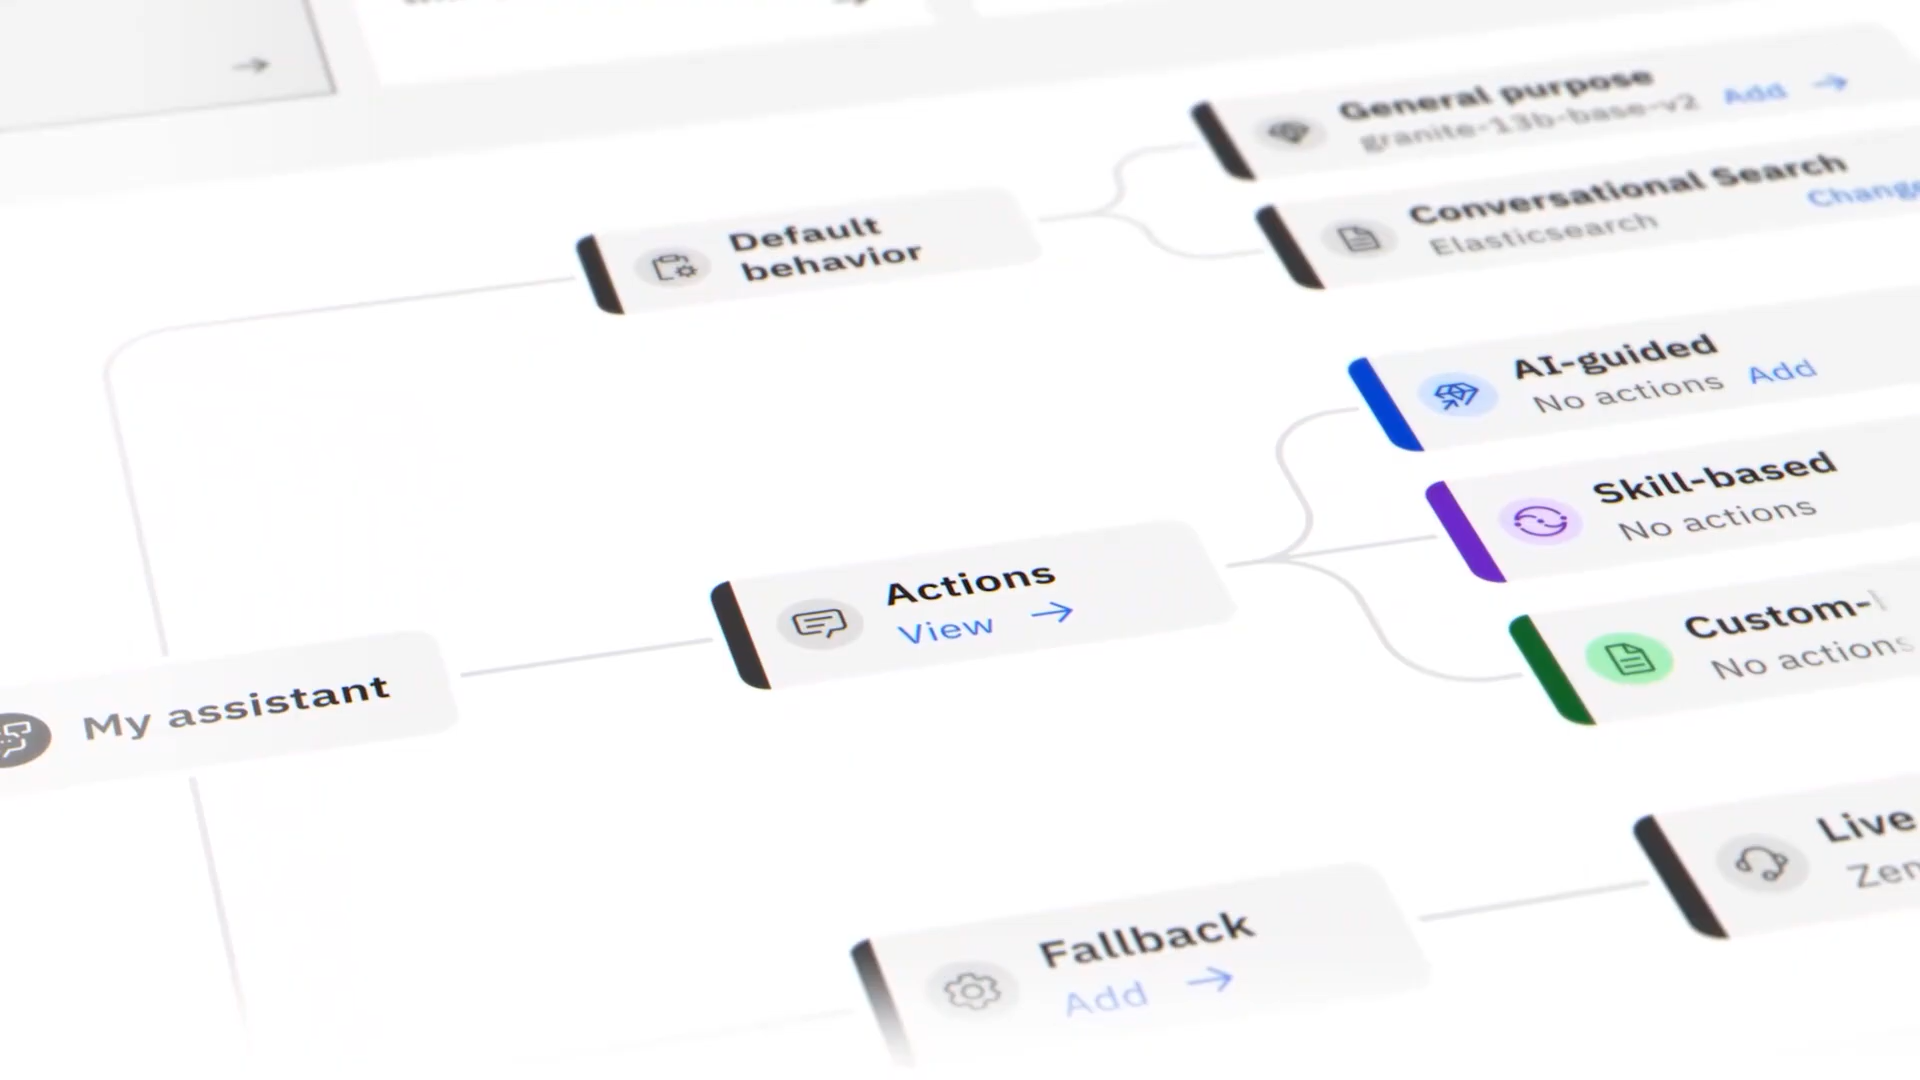 General purpose
granite-13b-base-v2 Add
Conversational Search
Elasticsearch Change
Default
behavior
AI-guided
No actions Add
Skill-based
No actions
Actions
View
Custom-
No actions
My assistant
Live
Zen
Fallback
Add